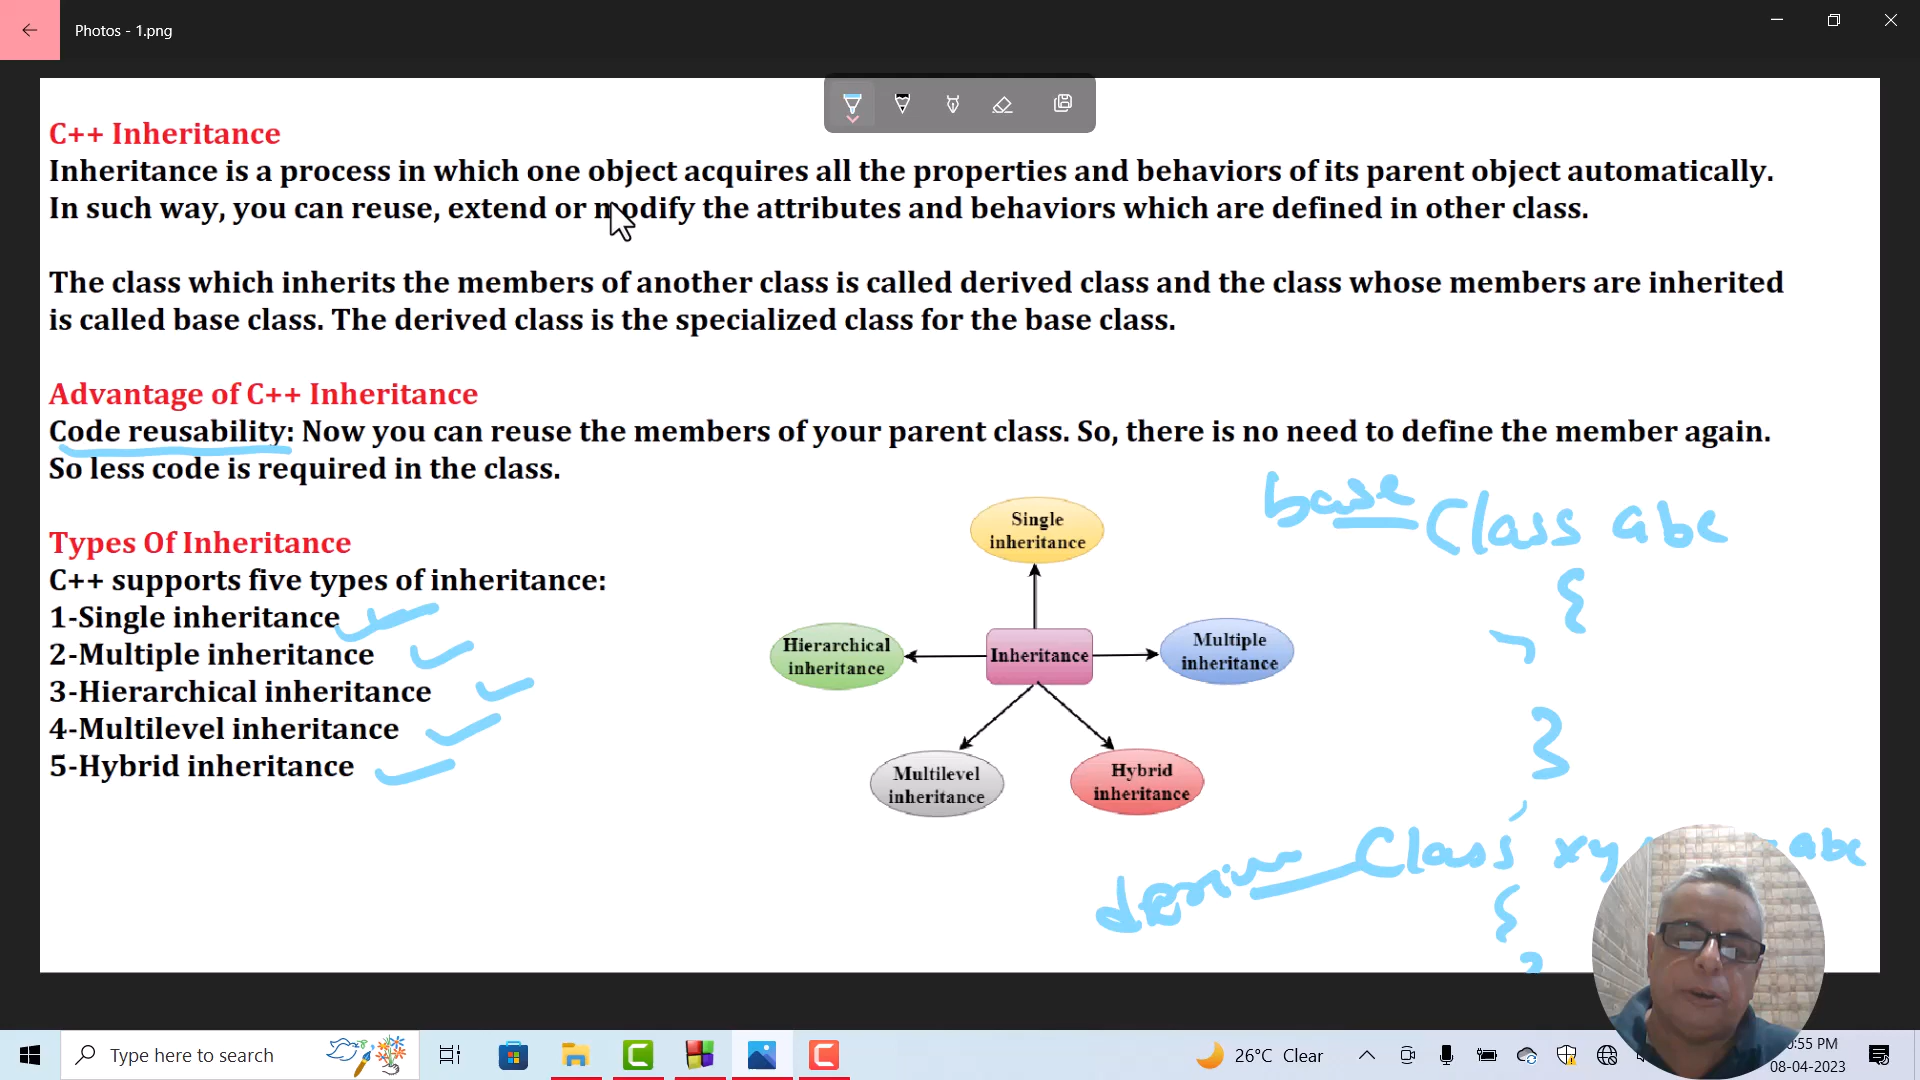 Photos - 1.png
C++ Inheritance
Inheritance is a process in which one object acquires all the properties and behaviors of its parent object automatically.
In such way, you can reuse, extend or modify the attributes and behaviors which are defined in other class.
The class which inherits the members of another class is called derived class and the class whose members are inherited
is called base class. The derived class is the specialized class for the base class.
Advantage of C++ Inheritance
Code reusability: Now you can reuse the members of your parent class. So, there is no need to define the member again.
So less code is required in the class.
Types Of Inheritance
C++ supports five types of inheritance:
1-Single inheritance
2-Multiple inheritance
3-Hierarchical inheritance
4-Multilevel inheritance
5-Hybrid inheritance
Single
inheritance
Hierarchical
inheritance
Inheritance
Multiple
inheritance
Multilevel
inheritance
Hybrid
inheritance
base Class abc
{
}
Class xy abc
{
Type here to search
26°C Clear
:55 PM
08-04-2023